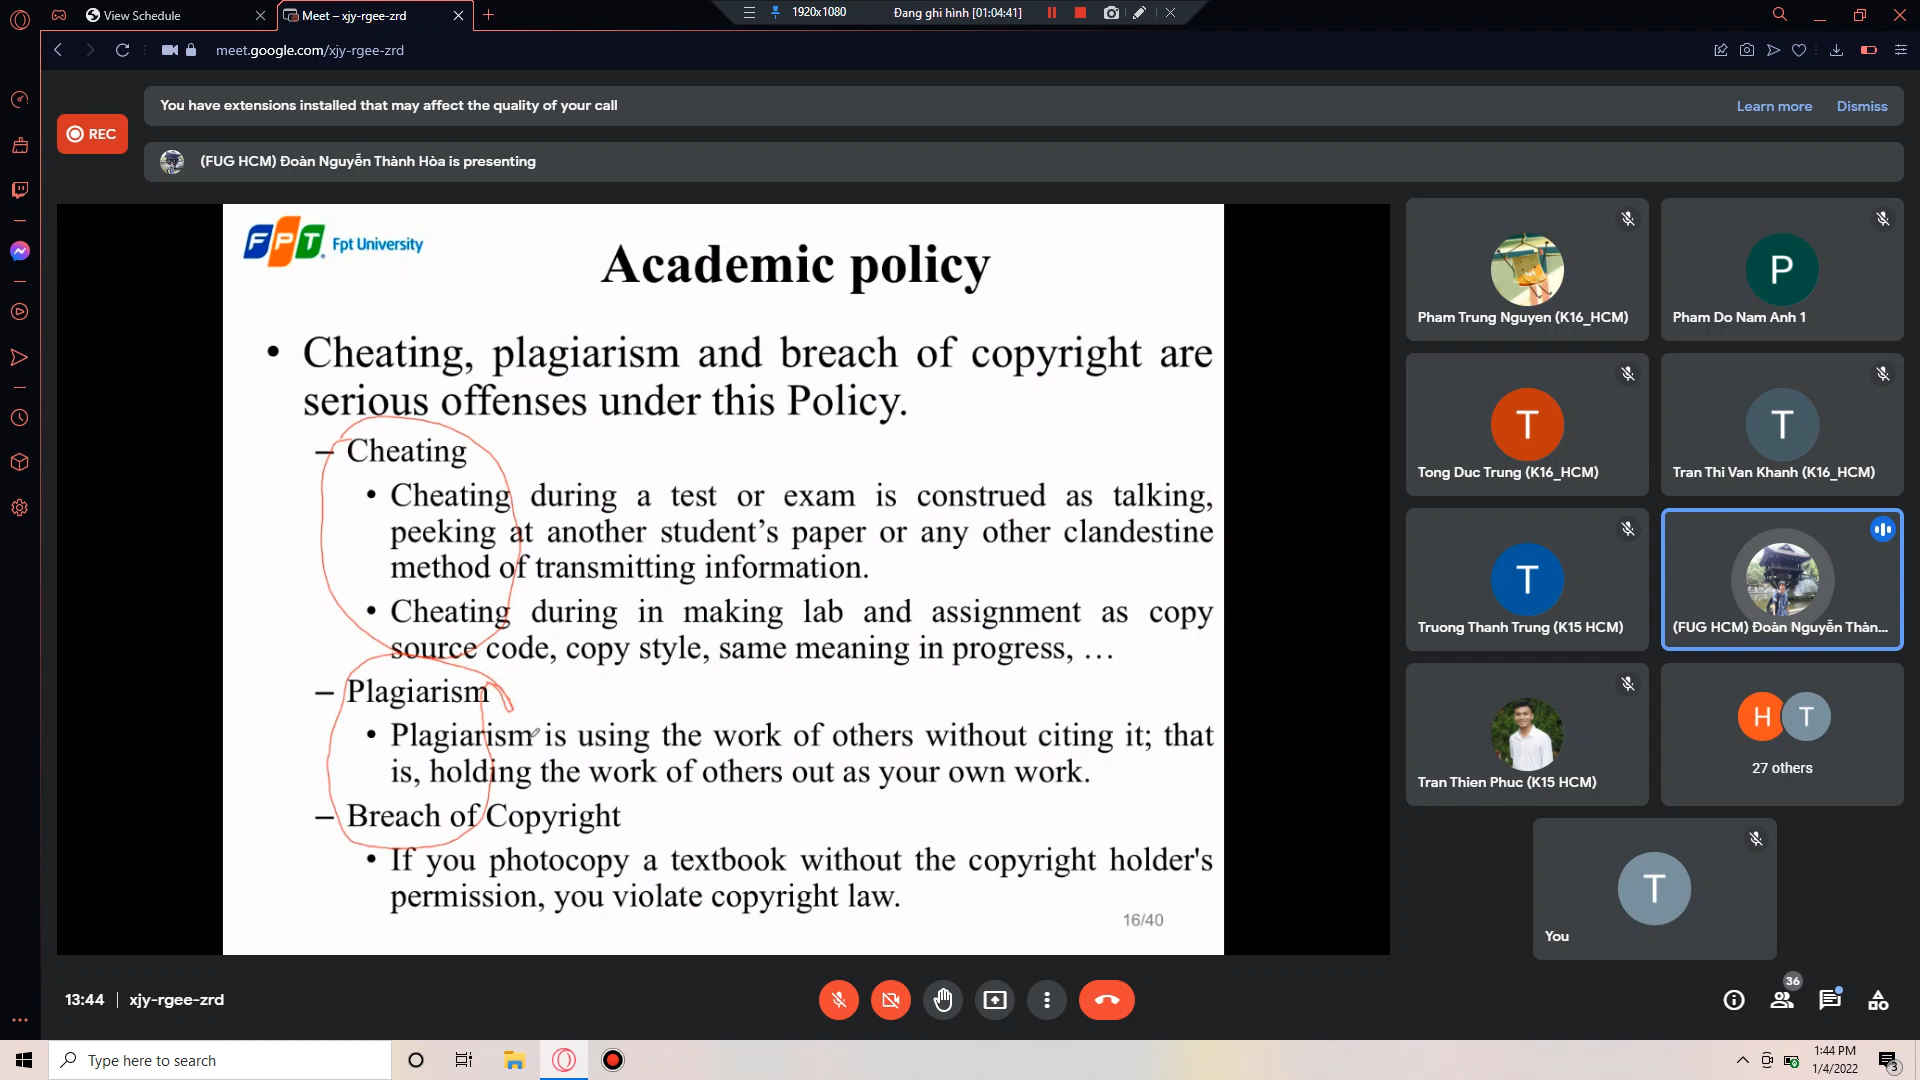 View Schedule
Meet – xjy-rgee-zrd
1920x1080
Đang ghi hình [01:04:41]
meet.google.com/xjy-rgee-zrd
REC
You have extensions installed that may affect the quality of your call
Learn more
Dismiss
(FUG HCM) Đoàn Nguyễn Thành Hòa is presenting
FPT Fpt University
Academic policy
• Cheating, plagiarism and breach of copyright are
serious offenses under this Policy.
– Cheating
• Cheating during a test or exam is construed as talking,
peeking at another student’s paper or any other clandestine
method of transmitting information.
• Cheating during in making lab and assignment as copy
source code, copy style, same meaning in progress, …
– Plagiarism
• Plagiarism is using the work of others without citing it; that
is, holding the work of others out as your own work.
– Breach of Copyright
• If you photocopy a textbook without the copyright holder's
permission, you violate copyright law.
16/40
Pham Trung Nguyen (K16_HCM)
P
Pham Do Nam Anh 1
T
Tong Duc Trung (K16_HCM)
T
Tran Thi Van Khanh (K16_HCM)
T
Truong Thanh Trung (K15 HCM)
(FUG HCM) Đoàn Nguyễn Thàn...
Tran Thien Phuc (K15 HCM)
H T
27 others
T
You
13:44 | xjy-rgee-zrd
36
Type here to search
1:44 PM
1/4/2022
3